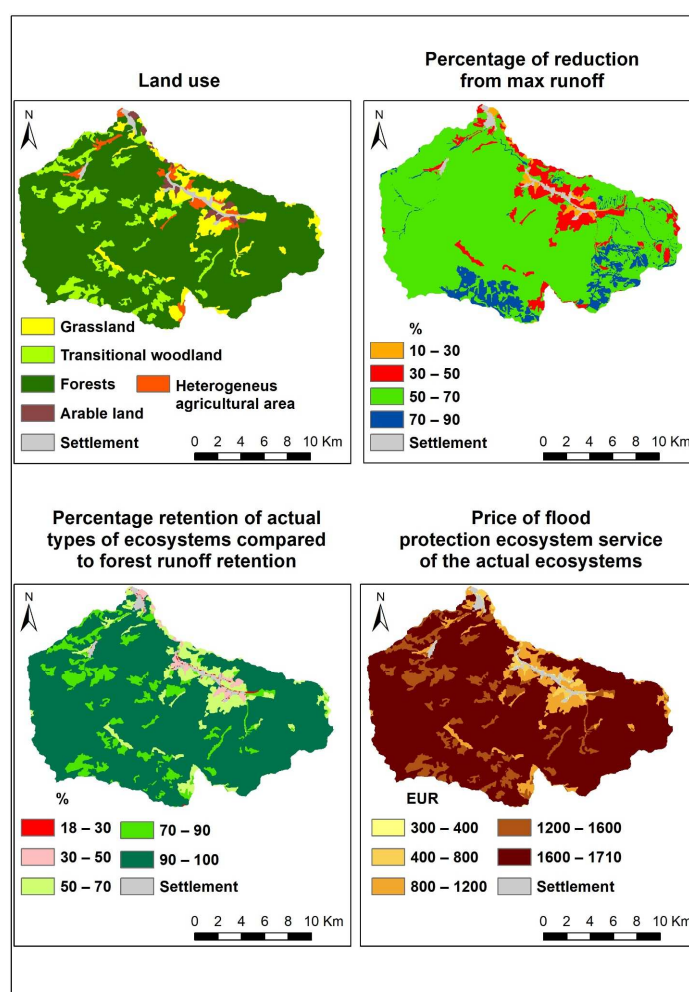 Land use
Percentage of reduction
from max runoff
N
Grassland
Transitional woodland
Forests
Heterogeneus
agricultural area
Arable land
Settlement
0 2 4 6 8 10 Km
N
%
10 – 30
30 – 50
50 – 70
70 – 90
Settlement
0 2 4 6 8 10 Km
Percentage retention of actual
types of ecosystems compared
to forest runoff retention
Price of flood
protection ecosystem service
of the actual ecosystems
N
%
18 – 30
30 – 50
50 – 70
70 – 90
90 – 100
Settlement
0 2 4 6 8 10 Km
N
EUR
300 – 400
400 – 800
800 – 1200
1200 – 1600
1600 – 1710
Settlement
0 2 4 6 8 10 Km